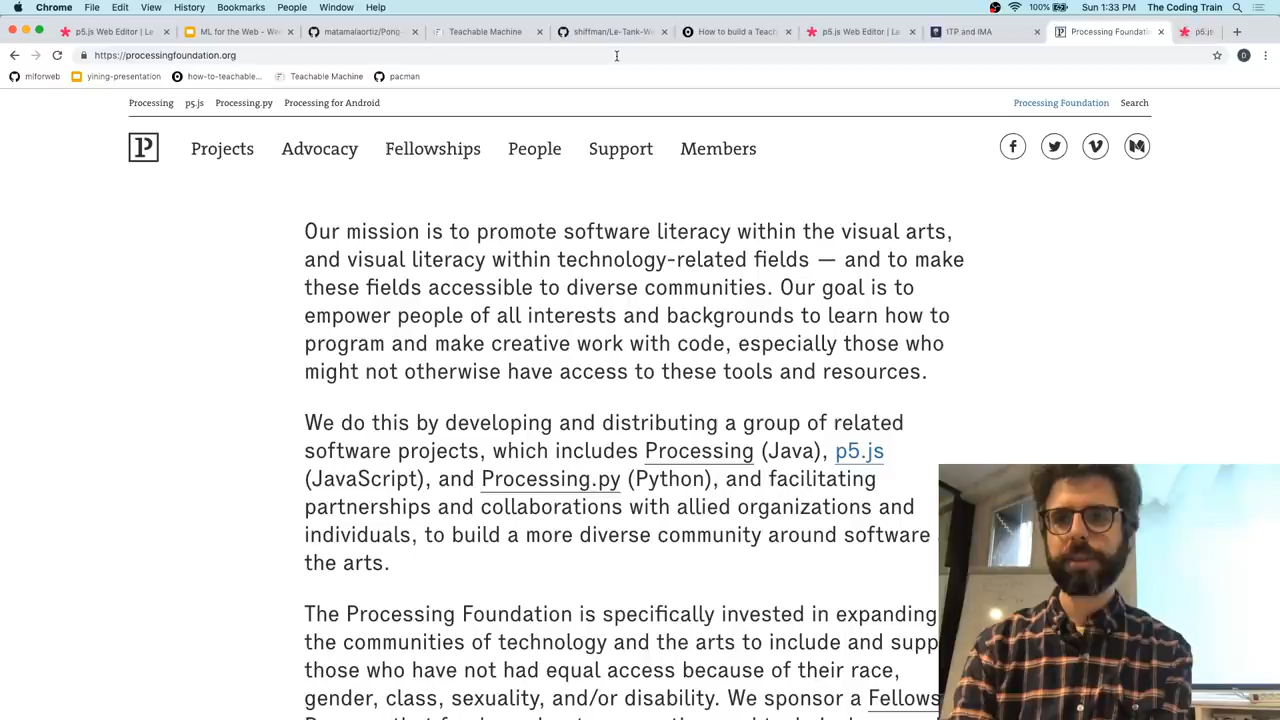 Chrome File Edit View History Bookmarks People Window Help 100% Sun 1:33 PM The Coding Train
p5.js Web Editor | Le ML for the Web - We matamalaortiz/Pong- Teachable Machine shiffman/Le-Tank-W How to build a Teac p5.js Web Editor | Le ITP and IMA Processing Foundati p5.js
https://processingfoundation.org
mlforweb yining-presentation how-to-teachable... Teachable Machine pacman
Processing p5.js Processing.py Processing for Android Processing Foundation Search
Projects Advocacy Fellowships People Support Members
Our mission is to promote software literacy within the visual arts,
and visual literacy within technology-related fields — and to make
these fields accessible to diverse communities. Our goal is to
empower people of all interests and backgrounds to learn how to
program and make creative work with code, especially those who
might not otherwise have access to these tools and resources.
We do this by developing and distributing a group of related
software projects, which includes Processing (Java), p5.js
(JavaScript), and Processing.py (Python), and facilitating
partnerships and collaborations with allied organizations and
individuals, to build a more diverse community around software
the arts.
The Processing Foundation is specifically invested in expanding
the communities of technology and the arts to include and supp
those who have not had equal access because of their race,
gender, class, sexuality, and/or disability. We sponsor a Fellows